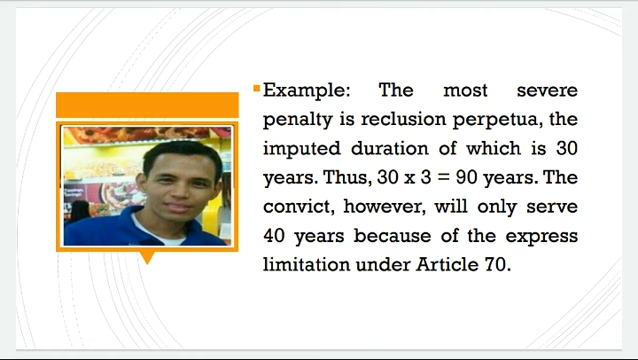 Example: The most severe
penalty is reclusion perpetua, the
imputed duration of which is 30
years. Thus, 30 x 3 = 90 years. The
convict, however, will only serve
40 years because of the express
limitation under Article 70.